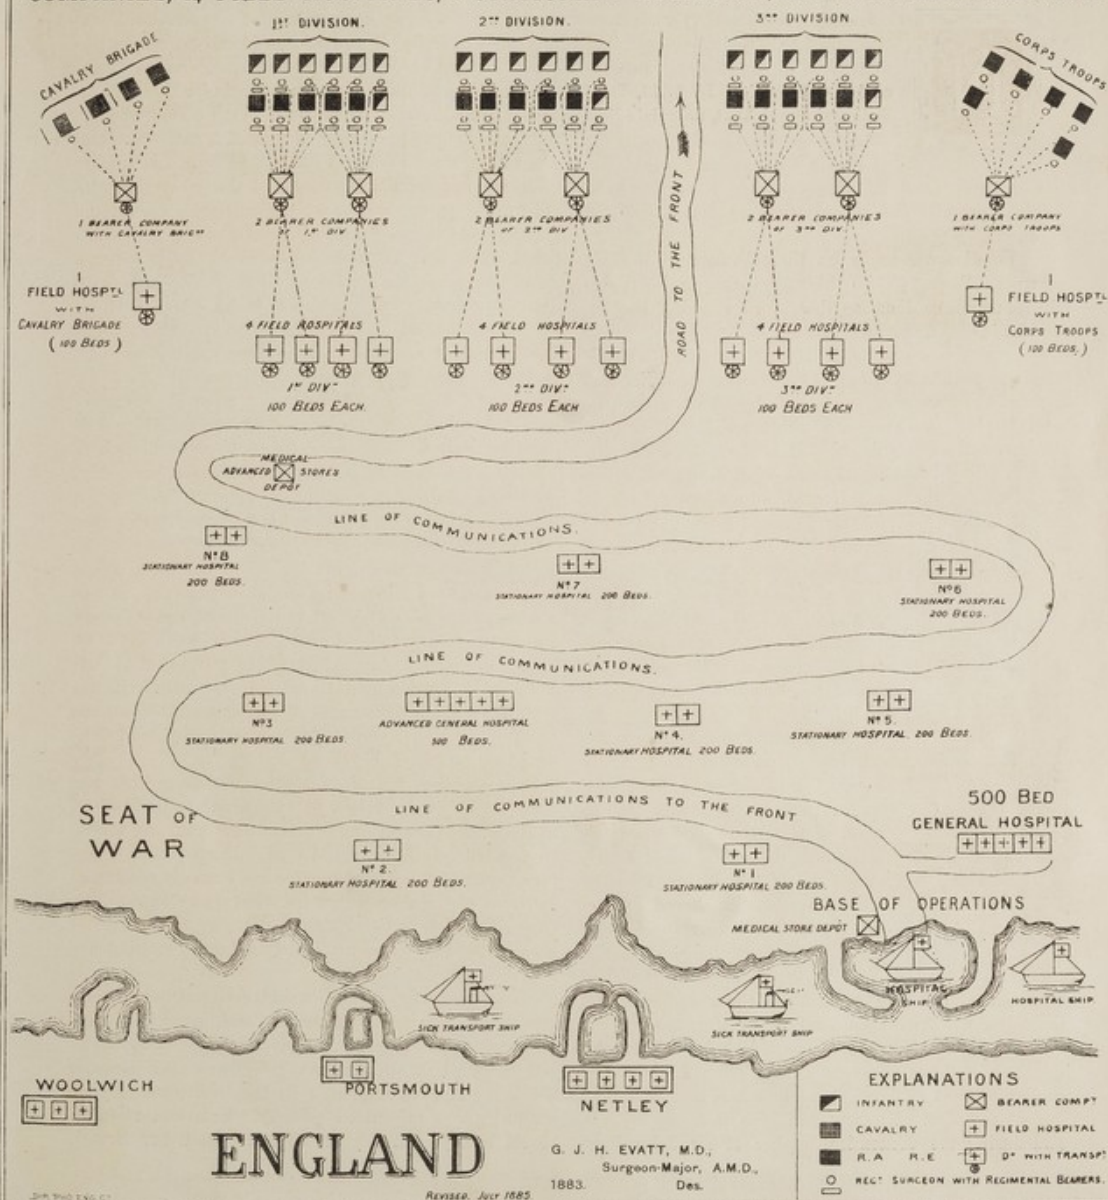 CAVALRY BRIGADE
1ST DIVISION.
2ND DIVISION.
3RD DIVISION.
CORPS TROOPS
1 BEARER COMPANY
WITH CAVALRY BRIGDE
2 BEARER COMPANIES
OF 1ST DIV
2 BEARER COMPANIES
OF 2ND DIV
2 BEARER COMPANIES
OF 3RD DIV.
1 BEARER COMPANY
WITH CORPS TROOPS
ROAD TO THE FRONT
1
FIELD HOSPTL
WITH
CAVALRY BRIGADE
(100 BEDS)
4 FIELD HOSPITALS
1ST DIVN
100 BEDS EACH.
4 FIELD HOSPITALS
2ND DIVN
100 BEDS EACH
4 FIELD HOSPITALS
3RD DIVN
100 BEDS EACH
1
FIELD HOSPTL
WITH
CORPS TROOPS
(100 BEDS.)
MEDICAL
ADVANCED STORES
DEPOT
LINE OF COMMUNICATIONS.
No 8
STATIONARY HOSPITAL
200 BEDS.
No 7
STATIONARY HOSPITAL 200 BEDS.
No 6
STATIONARY HOSPITAL
200 BEDS.
LINE OF COMMUNICATIONS.
No 3
STATIONARY HOSPITAL 200 BEDS.
ADVANCED GENERAL HOSPITAL
500 BEDS.
No 4.
STATIONARY HOSPITAL 200 BEDS.
No 5.
STATIONARY HOSPITAL 200 BEDS.
SEAT OF
WAR
LINE OF COMMUNICATIONS TO THE FRONT
500 BED
GENERAL HOSPITAL
No 2.
STATIONARY HOSPITAL 200 BEDS.
No 1
STATIONARY HOSPITAL 200 BEDS.
BASE OF OPERATIONS
MEDICAL STORE DEPOT
HOSPITAL
SHIP
HOSPITAL SHIP
SICK TRANSPORT SHIP
SICK TRANSPORT SHIP
WOOLWICH
PORTSMOUTH
NETLEY
ENGLAND
REVISED. JULY 1885
G. J. H. EVATT, M.D.,
Surgeon-Major, A.M.D.,
1883. Des.
EXPLANATIONS
INFANTRY
BEARER COMPY
CAVALRY
FIELD HOSPITAL
R.A R.E
Do WITH TRANSPT
REGT SURGEON WITH REGIMENTAL BEARERS.